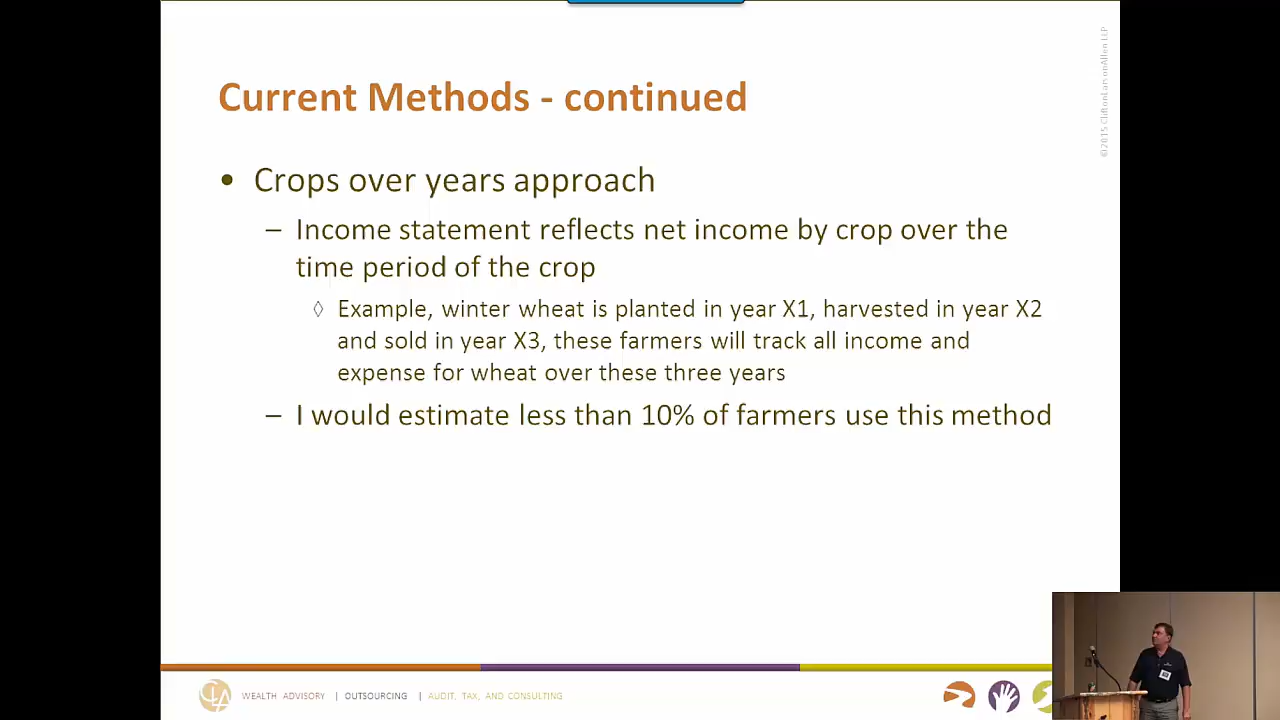 Current Methods - continued
• Crops over years approach
– Income statement reflects net income by crop over the
time period of the crop
◊ Example, winter wheat is planted in year X1, harvested in year X2
and sold in year X3, these farmers will track all income and
expense for wheat over these three years
– I would estimate less than 10% of farmers use this method
©2015 CliftonLarsonAllen LLP
CLA
WEALTH ADVISORY | OUTSOURCING | AUDIT, TAX, AND CONSULTING